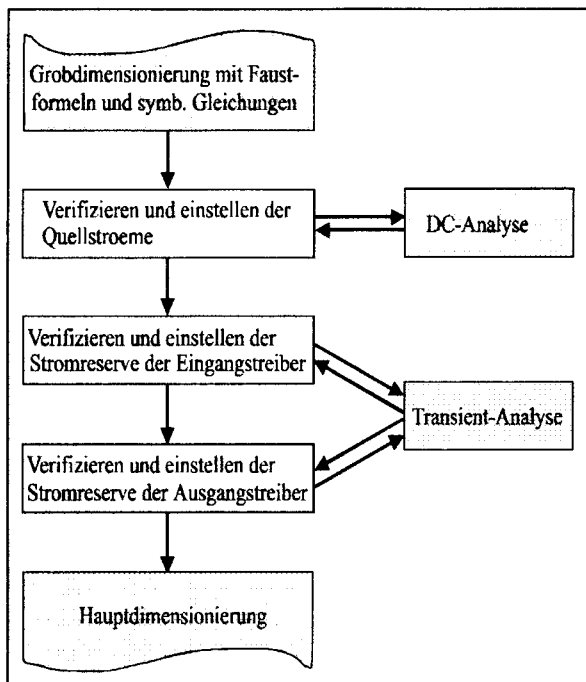 Grobdimensionierung mit Faust-
formeln und symb. Gleichungen
Verifizieren und einstellen der
Quellstroeme
DC-Analyse
Verifizieren und einstellen der
Stromreserve der Eingangstreiber
Transient-Analyse
Verifizieren und einstellen der
Stromreserve der Ausgangstreiber
Hauptdimensionierung